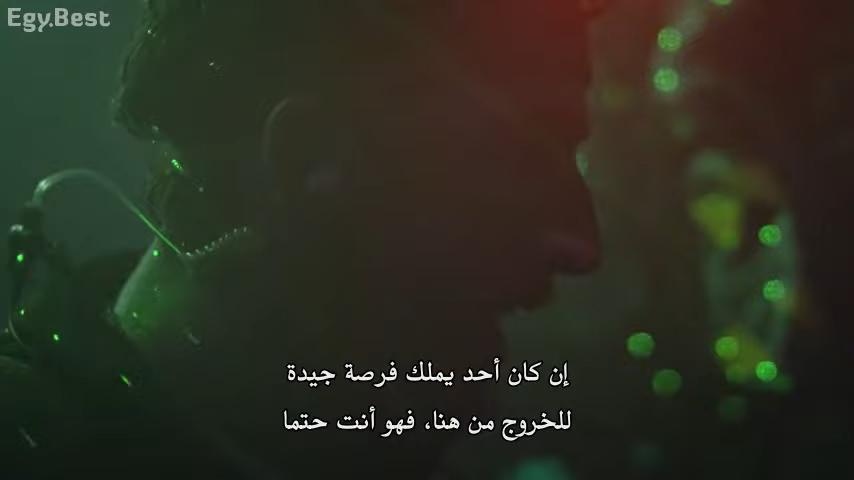 Egy.Best
إن كان أحد يملك فرصة جيدة
للخروج من هنا، فهو أنت حتما